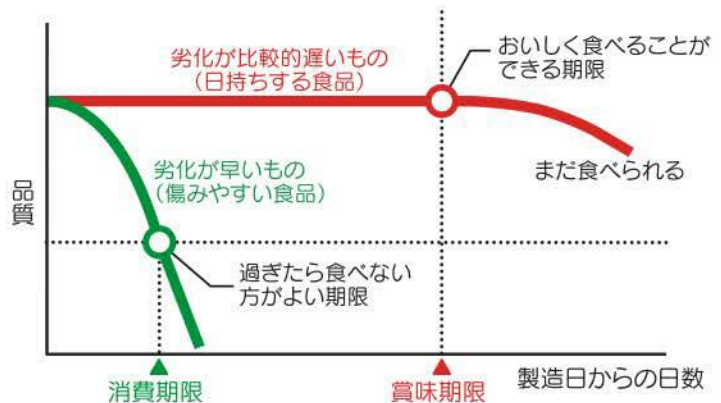 劣化が比較的遅いもの
（日持ちする食品）
おいしく食べることが
できる期限
まだ食べられる
劣化が早いもの
（傷みやすい食品）
品質
過ぎたら食べない
方がよい期限
消費期限
賞味期限
製造日からの日数